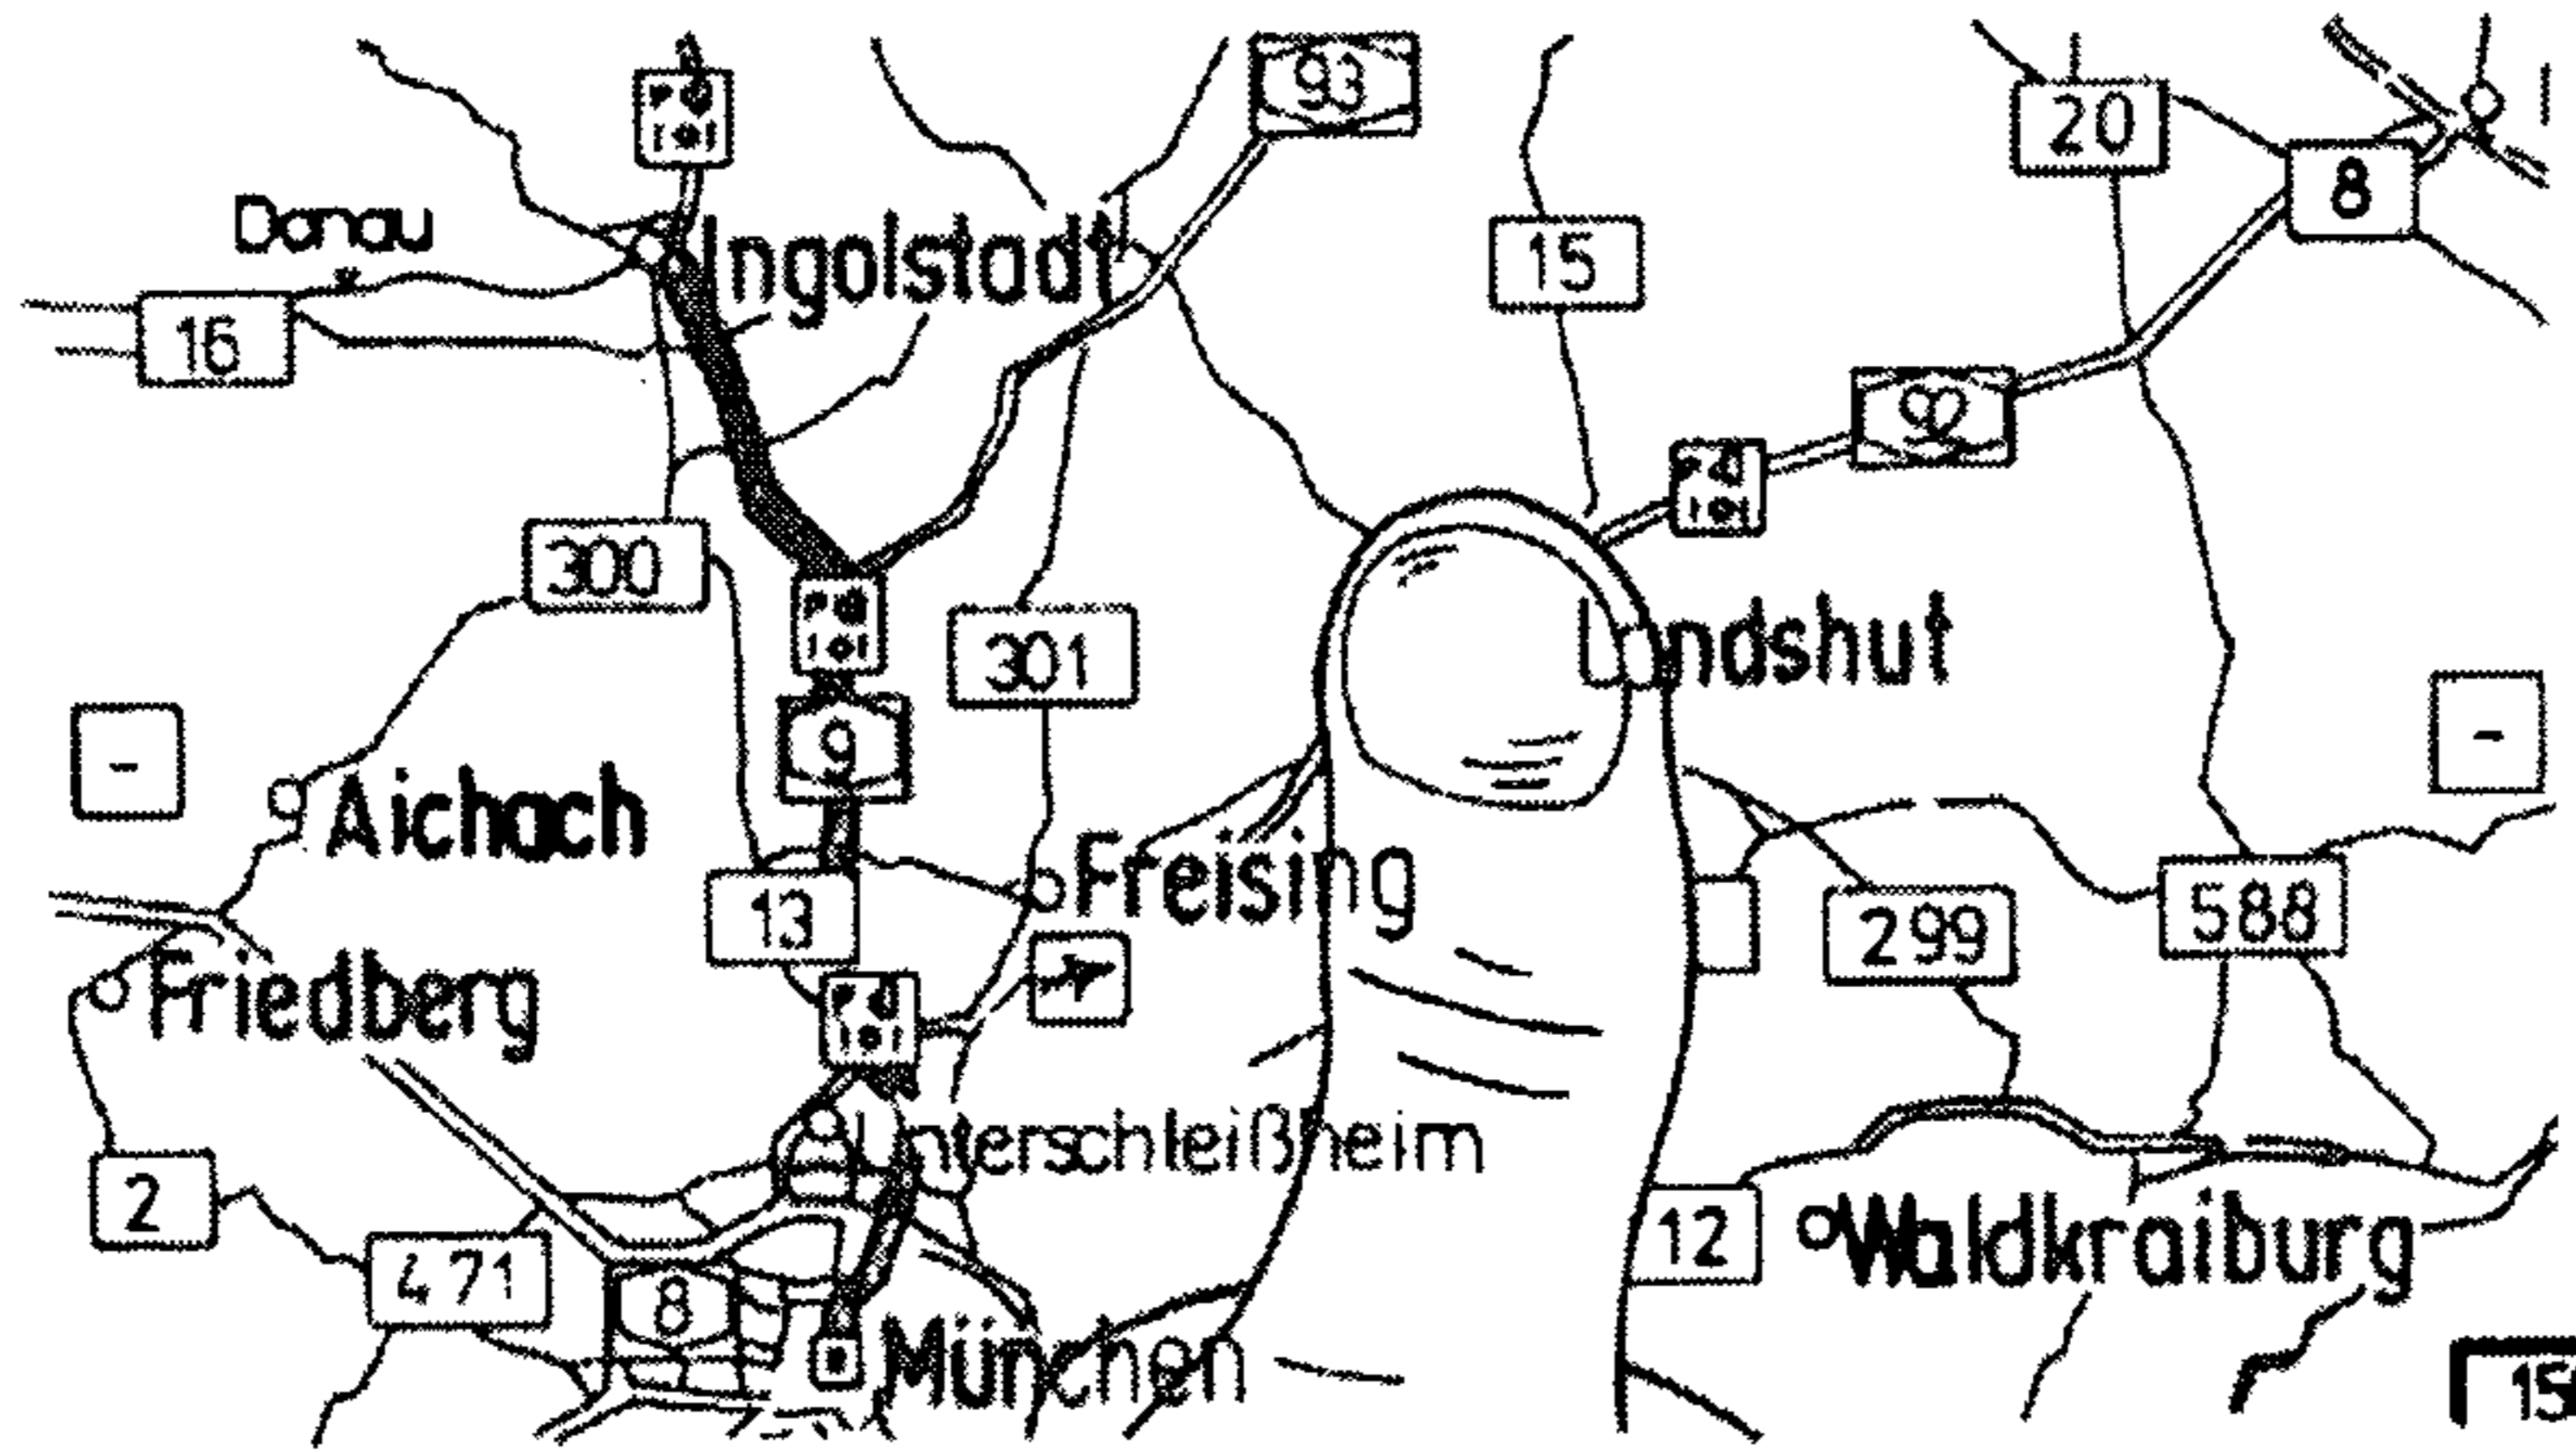 93
20
8
Donau
Ingolstadt
15
16
92
300
301
Landshut
9
-
-
Aichach
Freising
13
299
588
Friedberg
Unterschleißheim
2
12
Waldkraiburg
471
8
München